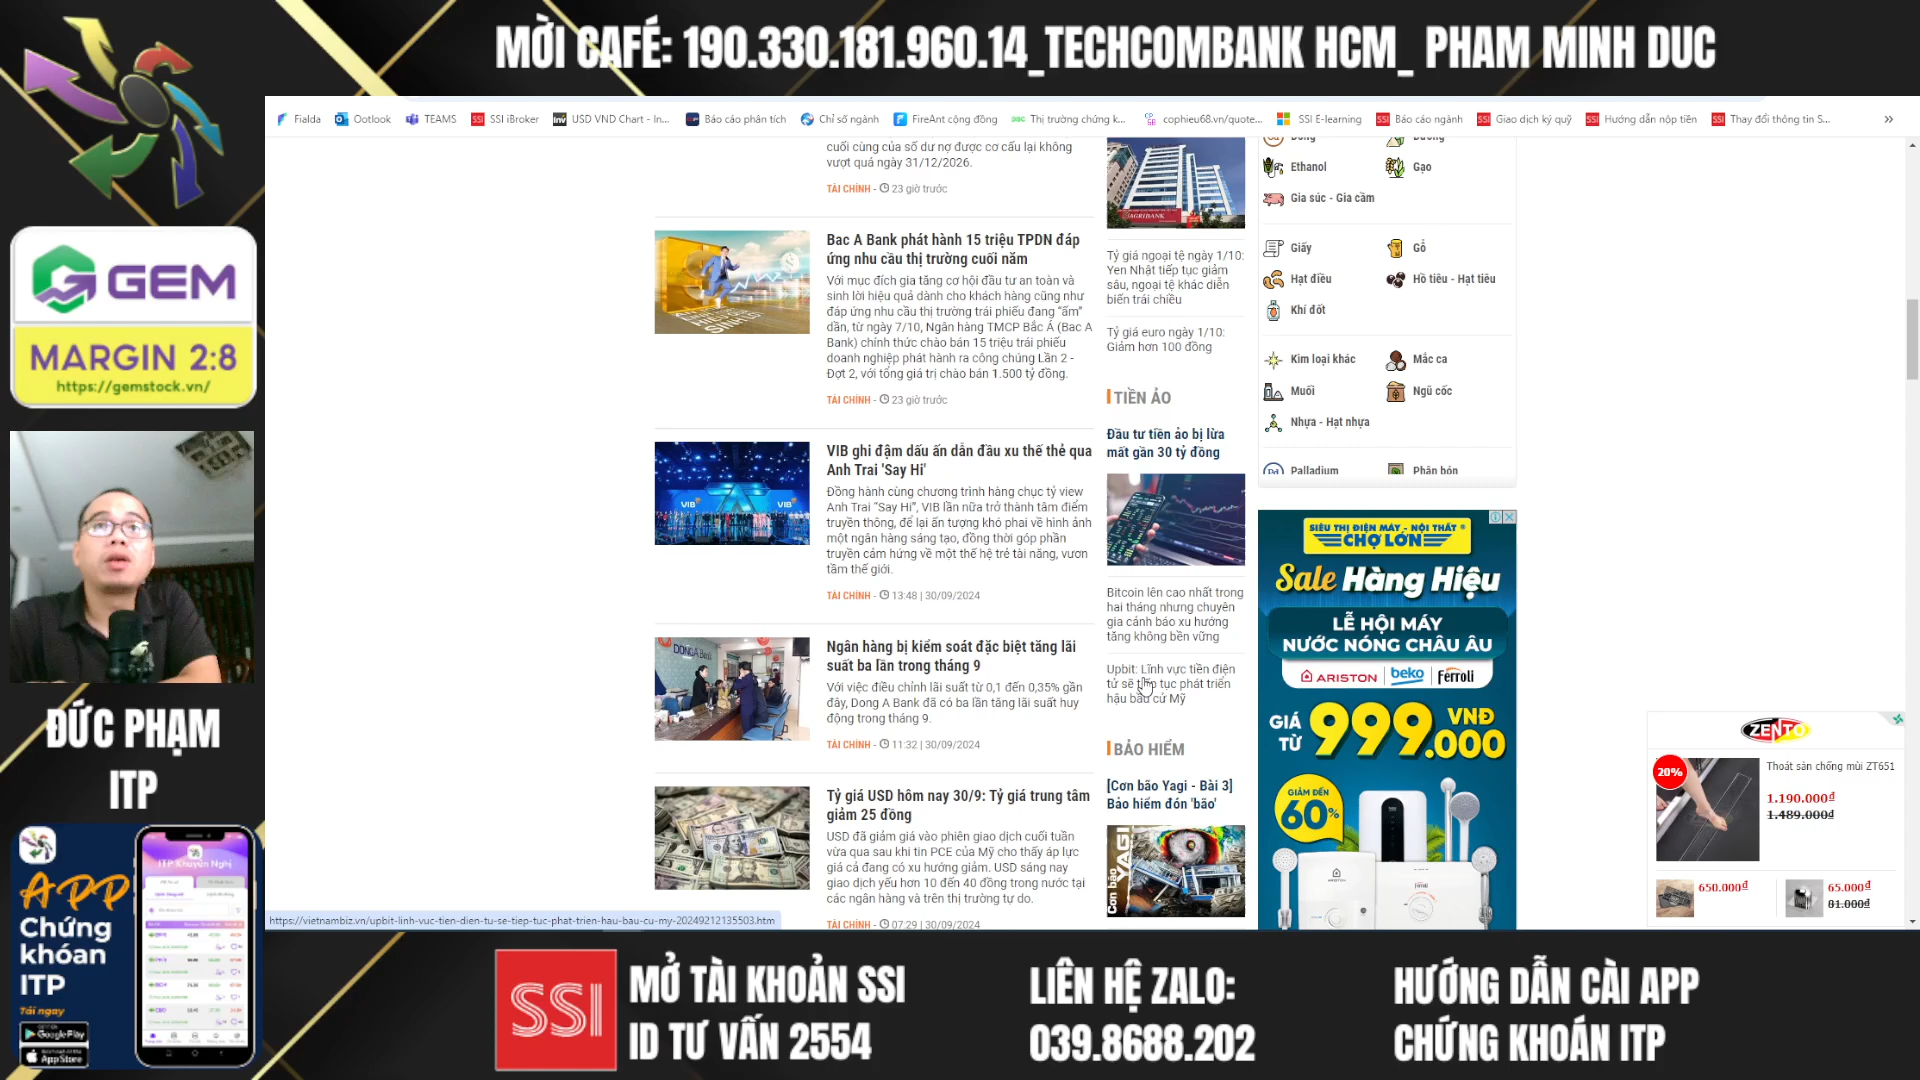 MỜI CAFÉ: 190.330.181.960.14_TECHCOMBANK HCM_ PHAM MINH DUC
Fialda
Ootlook
TEAMS
SSI iBroker
USD VND Chart - In...
Báo cáo phân tích
Chỉ số ngành
FireAnt cộng đồng
Thị trường chứng k...
cophieu68.vn/quote...
SSI E-learning
Báo cáo ngành
Giao dịch ký quỹ
Hướng dẫn nộp tiền
Thay đổi thông tin S...
GEM
MARGIN 2:8
https://gemstock.vn/
ĐỨC PHẠM
ITP
APP
Chứng
khoán
ITP
Tải ngay
Google Play
App Store
ITP Khuyến Nghị
cuối cùng của số dư nợ được cơ cấu lại không
vượt quá ngày 31/12/2026.
TÀI CHÍNH - 23 giờ trước
Bac A Bank phát hành 15 triệu TPDN đáp
ứng nhu cầu thị trường cuối năm
Với mục đích gia tăng cơ hội đầu tư an toàn và
sinh lời hiệu quả dành cho khách hàng cũng như
đáp ứng nhu cầu thị trường trái phiếu đang “ấm”
dần, từ ngày 7/10, Ngân hàng TMCP Bắc Á (Bac A
Bank) chính thức chào bán 15 triệu trái phiếu
doanh nghiệp phát hành ra công chúng Lần 2 -
Đợt 2, với tổng giá trị chào bán 1.500 tỷ đồng.
TÀI CHÍNH - 23 giờ trước
VIB ghi đậm dấu ấn dẫn đầu xu thế thẻ qua
Anh Trai 'Say Hi'
Đồng hành cùng chương trình hàng chục tỷ view
Anh Trai “Say Hi”, VIB lần nữa trở thành tâm điểm
truyền thông, để lại ấn tượng khó phai về hình ảnh
một ngân hàng sáng tạo, đồng thời góp phần
truyền cảm hứng về một thế hệ trẻ tài năng, vươn
tầm thế giới.
TÀI CHÍNH - 13:48 | 30/09/2024
Ngân hàng bị kiểm soát đặc biệt tăng lãi
suất ba lần trong tháng 9
Với việc điều chỉnh lãi suất từ 0,1 đến 0,35% gần
đây, Dong A Bank đã có ba lần tăng lãi suất huy
động trong tháng 9.
TÀI CHÍNH - 11:32 | 30/09/2024
Tỷ giá USD hôm nay 30/9: Tỷ giá trung tâm
giảm 25 đồng
USD đã giảm giá vào phiên giao dịch cuối tuần
vừa qua sau khi tin PCE của Mỹ cho thấy áp lực
giá cả đang có xu hướng giảm. USD sáng nay
giao dịch yếu hơn 10 đến 40 đồng trong nước tại
các ngân hàng và trên thị trường tự do.
TÀI CHÍNH - 07:29 | 30/09/2024
https://vietnambiz.vn/upbit-linh-vuc-tien-dien-tu-se-tiep-tuc-phat-trien-hau-bau-cu-my-20249212135503.htm
AGRIBANK
Tỷ giá ngoại tệ ngày 1/10:
Yen Nhật tiếp tục giảm
sâu, ngoại tệ khác diễn
biến trái chiều
Tỷ giá euro ngày 1/10:
Giảm hơn 100 đồng
TIỀN ẢO
Đầu tư tiền ảo bị lừa
mất gần 30 tỷ đồng
Bitcoin lên cao nhất trong
hai tháng nhưng chuyên
gia cảnh báo xu hướng
tăng không bền vững
Upbit: Lĩnh vực tiền điện
tử sẽ tiếp tục phát triển
hậu bầu cử Mỹ
BẢO HIỂM
[Cơn bão Yagi - Bài 3]
Bảo hiểm đón 'bão'
Cơn bão
YAGI
Ethanol
Gạo
Gia súc - Gia cầm
Giấy
Gỗ
Hạt điều
Hồ tiêu - Hạt tiêu
Khí đốt
Kim loại khác
Mắc ca
Muối
Ngũ cốc
Nhựa - Hạt nhựa
Palladium
Phân bón
SIÊU THỊ ĐIỆN MÁY - NỘI THẤT
CHỢ LỚN
Sale Hàng Hiệu
LỄ HỘI MÁY
NƯỚC NÓNG CHÂU ÂU
ARISTON | beko | Ferroli
GIÁ TỪ 999.000 VNĐ
GIẢM ĐẾN
60%
ZENTO
20%
Thoát sàn chống mùi ZT651
1.190.000đ
1.489.000đ
650.000đ
65.000đ
81.000đ
SSI
MỞ TÀI KHOẢN SSI
ID TƯ VẤN 2554
LIÊN HỆ ZALO:
039.8688.202
HƯỚNG DẪN CÀI APP
CHỨNG KHOÁN ITP